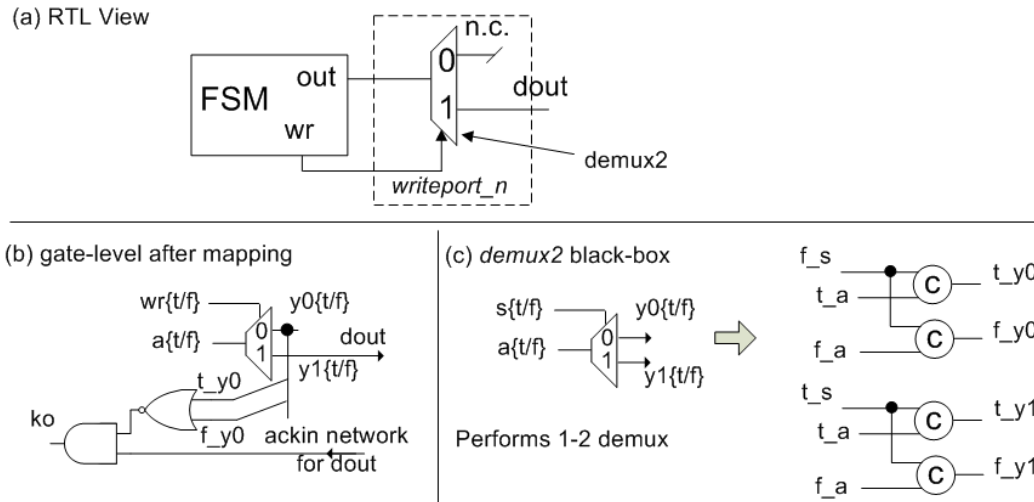 (a) RTL View
n.c.
out
0
dout
FSM
1
wr
demux2
writeport_n
(b) gate-level after mapping
wr{t/f}
y0{t/f}
a{t/f}
0
dout
1
y1{t/f}
t_y0
ko
f_y0
ackin network
for dout
(c) demux2 black-box
s{t/f}
y0{t/f}
a{t/f}
0
1
y1{t/f}
Performs 1-2 demux
f_s
t_a
C
t_y0
f_a
C
f_y0
t_s
t_a
C
t_y1
f_a
C
f_y1